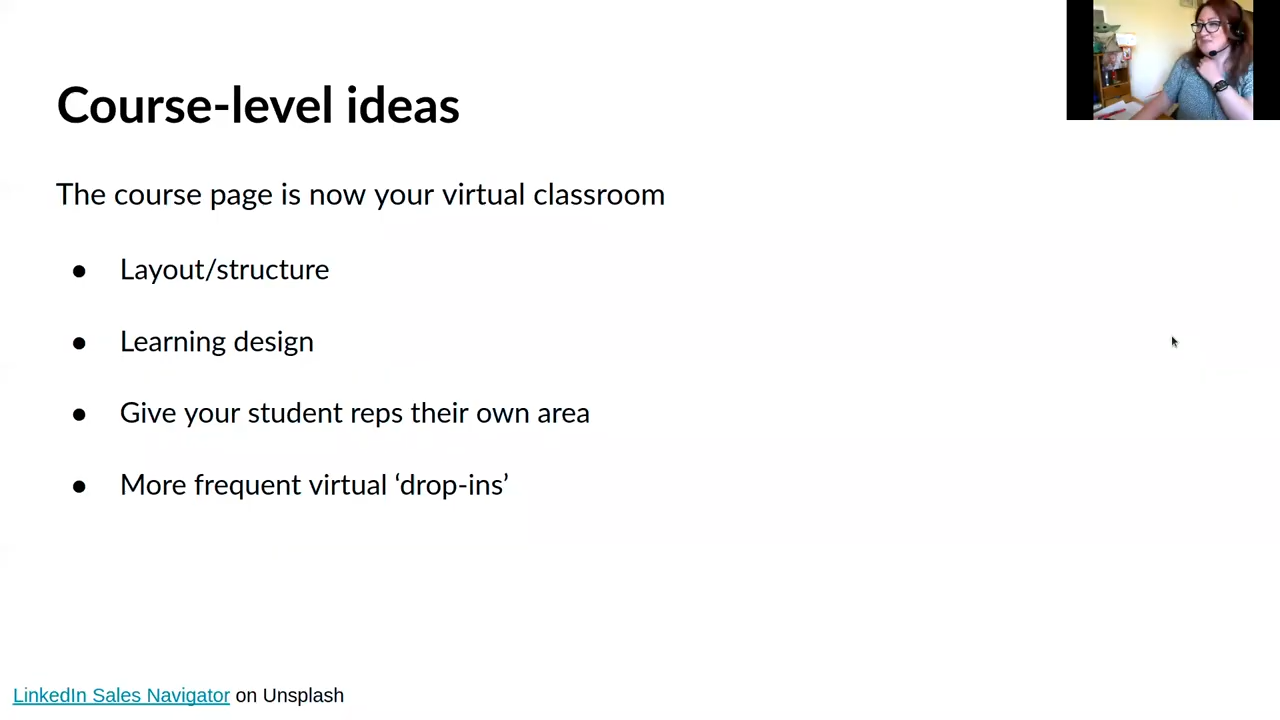 Course-level ideas
The course page is now your virtual classroom
● Layout/structure
● Learning design
● Give your student reps their own area
● More frequent virtual ‘drop-ins’
LinkedIn Sales Navigator on Unsplash